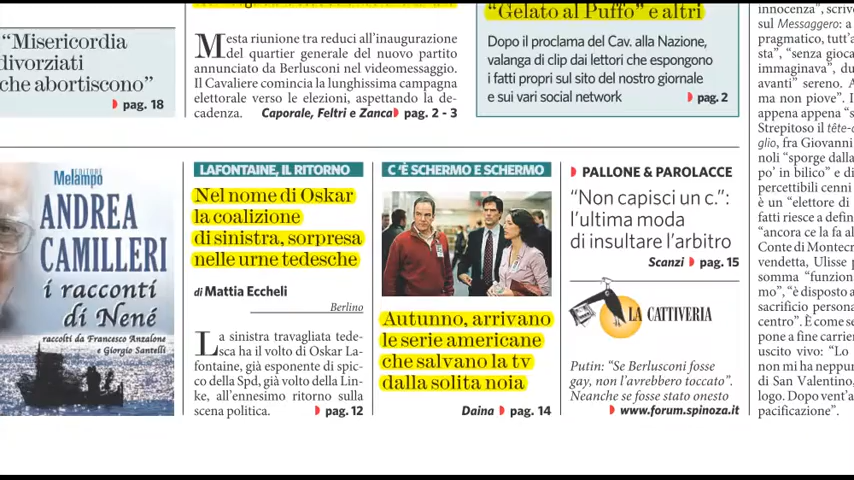 "Misericordia
divorziati
che abortiscono"
pag. 18
Mesta riunione tra reduci all'inaugurazione
del quartier generale del nuovo partito
annunciato da Berlusconi nel videomessaggio.
Il Cavaliere comincia la lunghissima campagna
elettorale verso le elezioni, aspettando la de-
cadenza. Caporale, Feltri e Zanca pag. 2 - 3
"Gelato al Puffo" e altri
Dopo il proclama del Cav. alla Nazione,
valanga di clip dai lettori che espongono
i fatti propri sul sito del nostro giornale
e sui vari social network
pag. 2
EDITORE
Melampo
ANDREA
CAMILLERI
i racconti
di Nené
raccolti da Francesco Anzalone
e Giorgio Santelli
LAFONTAINE, IL RITORNO
Nel nome di Oskar
la coalizione
di sinistra, sorpresa
nelle urne tedesche
di Mattia Eccheli
Berlino
La sinistra travagliata tede-
sca ha il volto di Oskar La-
fontaine, già esponente di spic-
co della Spd, già volto della Lin-
ke, all'ennesimo ritorno sulla
scena politica. pag. 12
C'È SCHERMO E SCHERMO
Autunno, arrivano
le serie americane
che salvano la tv
dalla solita noia
Daina pag. 14
PALLONE & PAROLACCE
"Non capisci un c.":
l'ultima moda
di insultare l'arbitro
Scanzi pag. 15
LA CATTIVERIA
Putin: "Se Berlusconi fosse
gay, non l'avrebbero toccato".
Neanche se fosse stato onesto
www.forum.spinoza.it
innocenza", scrive
sul Messaggero: a
pragmatico, tutt'a
sta", "senza gioca
immaginava", du
avanti" sereno. A
ma non piove". I
appena appena "s
Strepitoso il tête-
glio, fra Giovanni
noli "sporge dalla
po' in bilico" e di
percettibili cenni
è un "elettore di
fatti riesce a defin
"ancora ce la fa al
Conte di Montecr
vendetta, Ulisse p
somma "funzion
mo", "è disposto a
sacrificio persona
centro". È come se
pone a fine carrier
uscito vivo: "Lo
non mi ha neppur
di San Valentino,
logo. Dopo vent'a
pacificazione".